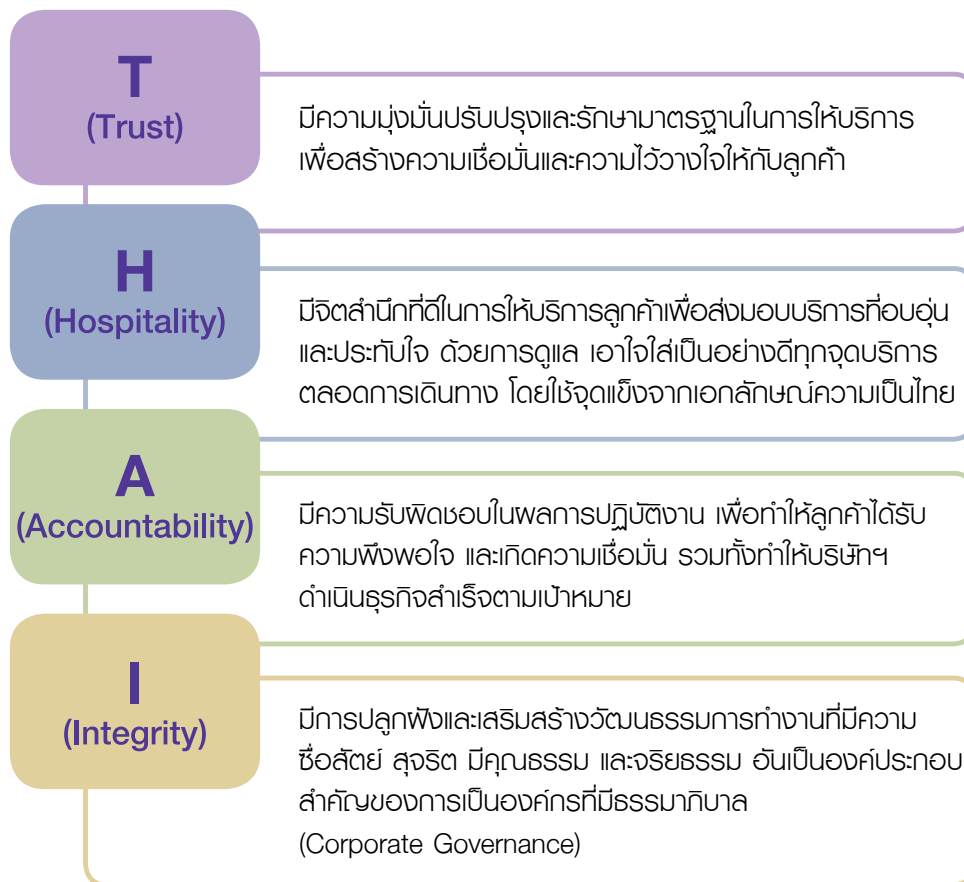 T
(Trust)
มีความมุ่งมั่นปรับปรุงและรักษามาตรฐานในการให้บริการ
เพื่อสร้างความเชื่อมั่นและความไว้วางใจให้กับลูกค้า
H
(Hospitality)
มีจิตสำนึกที่ดีในการให้บริการลูกค้าเพื่อส่งมอบบริการที่อบอุ่น
และประทับใจ ด้วยการดูแล เอาใจใส่เป็นอย่างดีทุกจุดบริการ
ตลอดการเดินทาง โดยใช้จุดแข็งจากเอกลักษณ์ความเป็นไทย
A
(Accountability)
มีความรับผิดชอบในผลการปฏิบัติงาน เพื่อทำให้ลูกค้าได้รับ
ความพึงพอใจ และเกิดความเชื่อมั่น รวมทั้งทำให้บริษัทฯ
ดำเนินธุรกิจสำเร็จตามเป้าหมาย
I
(Integrity)
มีการปลูกฝังและเสริมสร้างวัฒนธรรมการทำงานที่มีความ
ซื่อสัตย์ สุจริต มีคุณธรรม และจริยธรรม อันเป็นองค์ประกอบ
สำคัญของการเป็นองค์กรที่มีธรรมาภิบาล
(Corporate Governance)